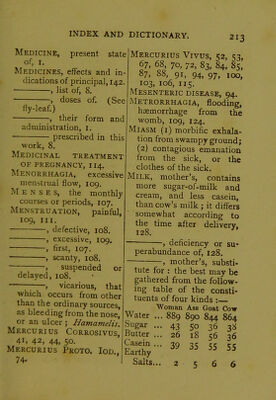 INDEX AND DICTIONARY. 213
MEDICINE, present state
of, 1.
MEDICINES, effects and in-
dications of principal, 142.
———, list of, 8.
———, doses of. (See
fly-leaf.)
———, their form and
administration, 1.
———prescribed in this
work, 8.
MEDICINAL TREATMENT
OF PREGNANCY, 114.
MENORRHAGIA, excessive
menstrual flow, 109.
MENSES, the monthly
courses or periods, 107.
MENSTRUATION, painful,
109, 111.
———, defective, 108.
———, excessive, 109.
———, first, 107.
———, scanty, 108.
———, suspended or
delayed, 108.
———, vicarious, that
which occurs from other
than the ordinary sources,
as bleeding from the nose,
or an ulcer; Hamamelis.
MERCURIUS CORROSIVUS,
41, 42, 44, 50.
MERCURIUS PROTO. IOD.,
74.
MERCURIUS VIVUS, 52, 53,
67, 68, 70, 72, 83, 84, 85,
87, 88, 91, 94, 97, 100,
103, 106, 115.
MESENTERIC DISEASE, 94.
METRORRHAGIA, flooding,
hæmorrhage from the
womb, 109, 124.
MIASM (1) morbific exhala-
tion from swampy ground;
(2) contagious emanation
from the sick, or the
clothes of the sick.
MILK, mother's, contains
more sugar-of-milk and
cream, and less casein,
than cow's milk; it differs
somewhat according to
the time after delivery,
128.
———, deficiency or su-
perabundance of, 128.
———, mother's, substi-
tute for: the best may be
gathered from the follow-
ing table of the consti-
tuents of four kinds:—
Woman Ass Goat Cow
Water ... 889 890 844 864
Sugar ... 43 50 36 38
Butter ... 26 18 56 36
Casein ... 39 35 55 55
Earthy
Salts... 2 5 6 6